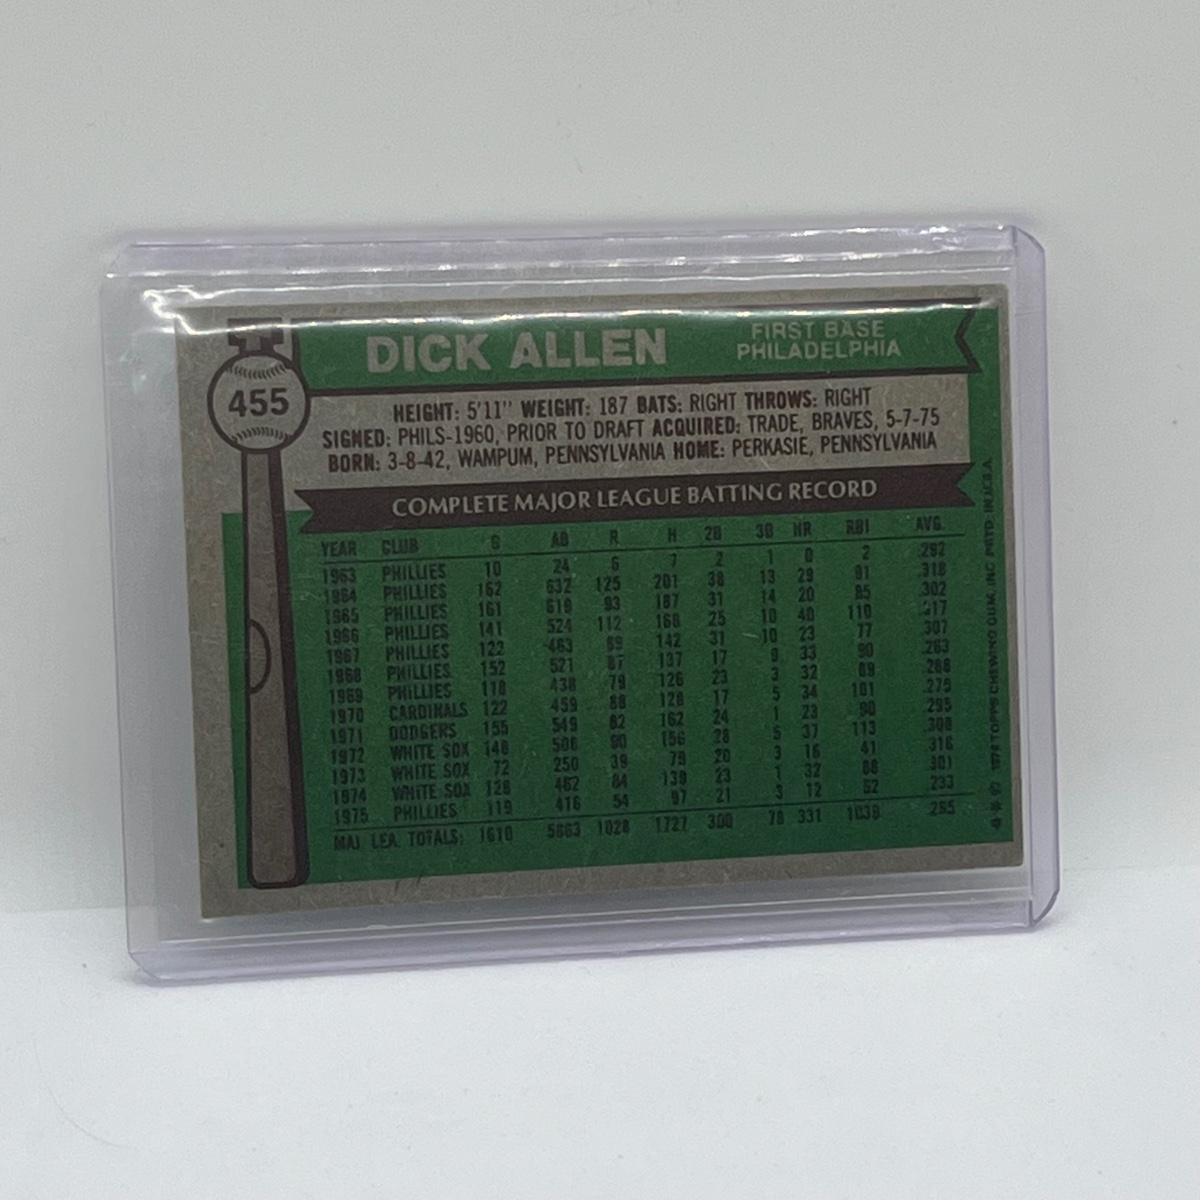 DICK ALLEN
FIRST BASE
PHILADELPHIA
455
HEIGHT: 5'11" WEIGHT: 187 BATS: RIGHT THROWS: RIGHT
SIGNED: PHILS-1960, PRIOR TO DRAFT ACQUIRED: TRADE, BRAVES, 5-7-75
BORN: 3-8-42, WAMPUM, PENNSYLVANIA HOME: PERKASIE, PENNSYLVANIA
COMPLETE MAJOR LEAGUE BATTING RECORD
YEAR CLUB G AB R H 2B 3B HR RBI AVG.
1963 PHILLIES 10 24 6 7 2 1 0 2 .292
1964 PHILLIES 162 632 125 201 38 13 29 91 .318
1965 PHILLIES 161 619 93 187 31 14 20 85 .302
1966 PHILLIES 141 524 112 166 25 10 40 110 .317
1967 PHILLIES 122 463 89 142 31 10 23 77 .307
1968 PHILLIES 152 521 87 137 17 9 33 90 .263
1969 PHILLIES 118 438 79 126 23 3 32 89 .288
1970 CARDINALS 122 459 88 128 17 5 34 101 .279
1971 DODGERS 155 549 82 162 24 1 23 90 .295
1972 WHITE SOX 148 506 90 156 28 5 37 113 .308
1973 WHITE SOX 72 250 39 79 20 3 16 41 .316
1974 WHITE SOX 128 462 84 139 23 1 32 88 .301
1975 PHILLIES 119 416 54 97 21 3 12 62 .233
MAJ. LEA. TOTALS: 1610 5863 1028 1727 300 78 331 1039 .295
TOPPS CHEWING GUM, INC. PRTD. IN U.S.A.